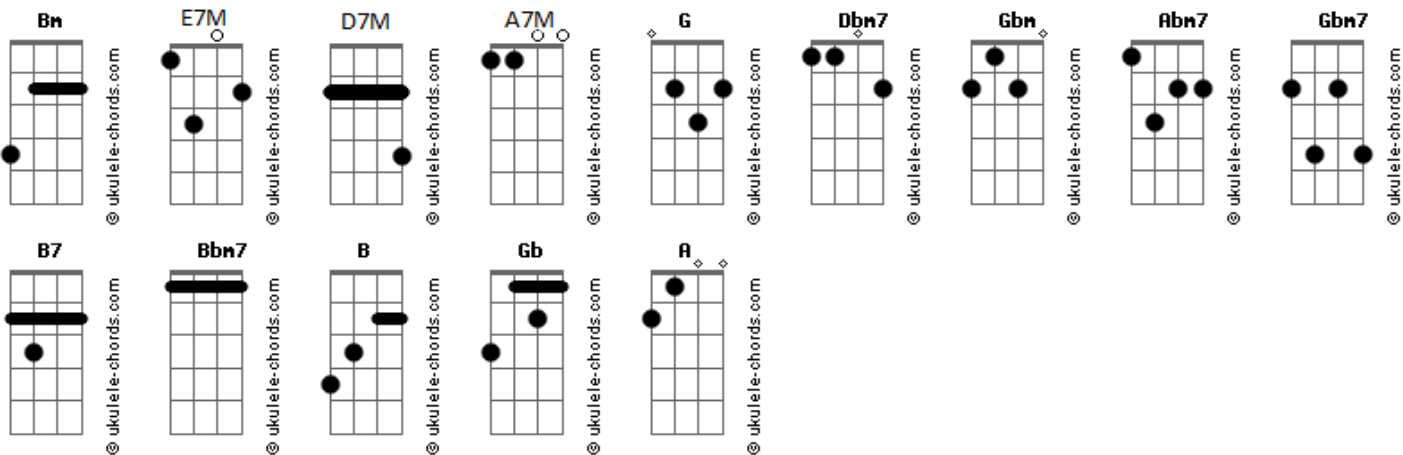 Bm E7M D7M A7M G Dbm7 Gbm Abm7 Gbm7
© ukulele-chords.com © ukulele-chords.com © ukulele-chords.com © ukulele-chords.com © ukulele-chords.com © ukulele-chords.com © ukulele-chords.com © ukulele-chords.com © ukulele-chords.com
B7 Bbm7 B Gb A
© ukulele-chords.com © ukulele-chords.com © ukulele-chords.com © ukulele-chords.com © ukulele-chords.com